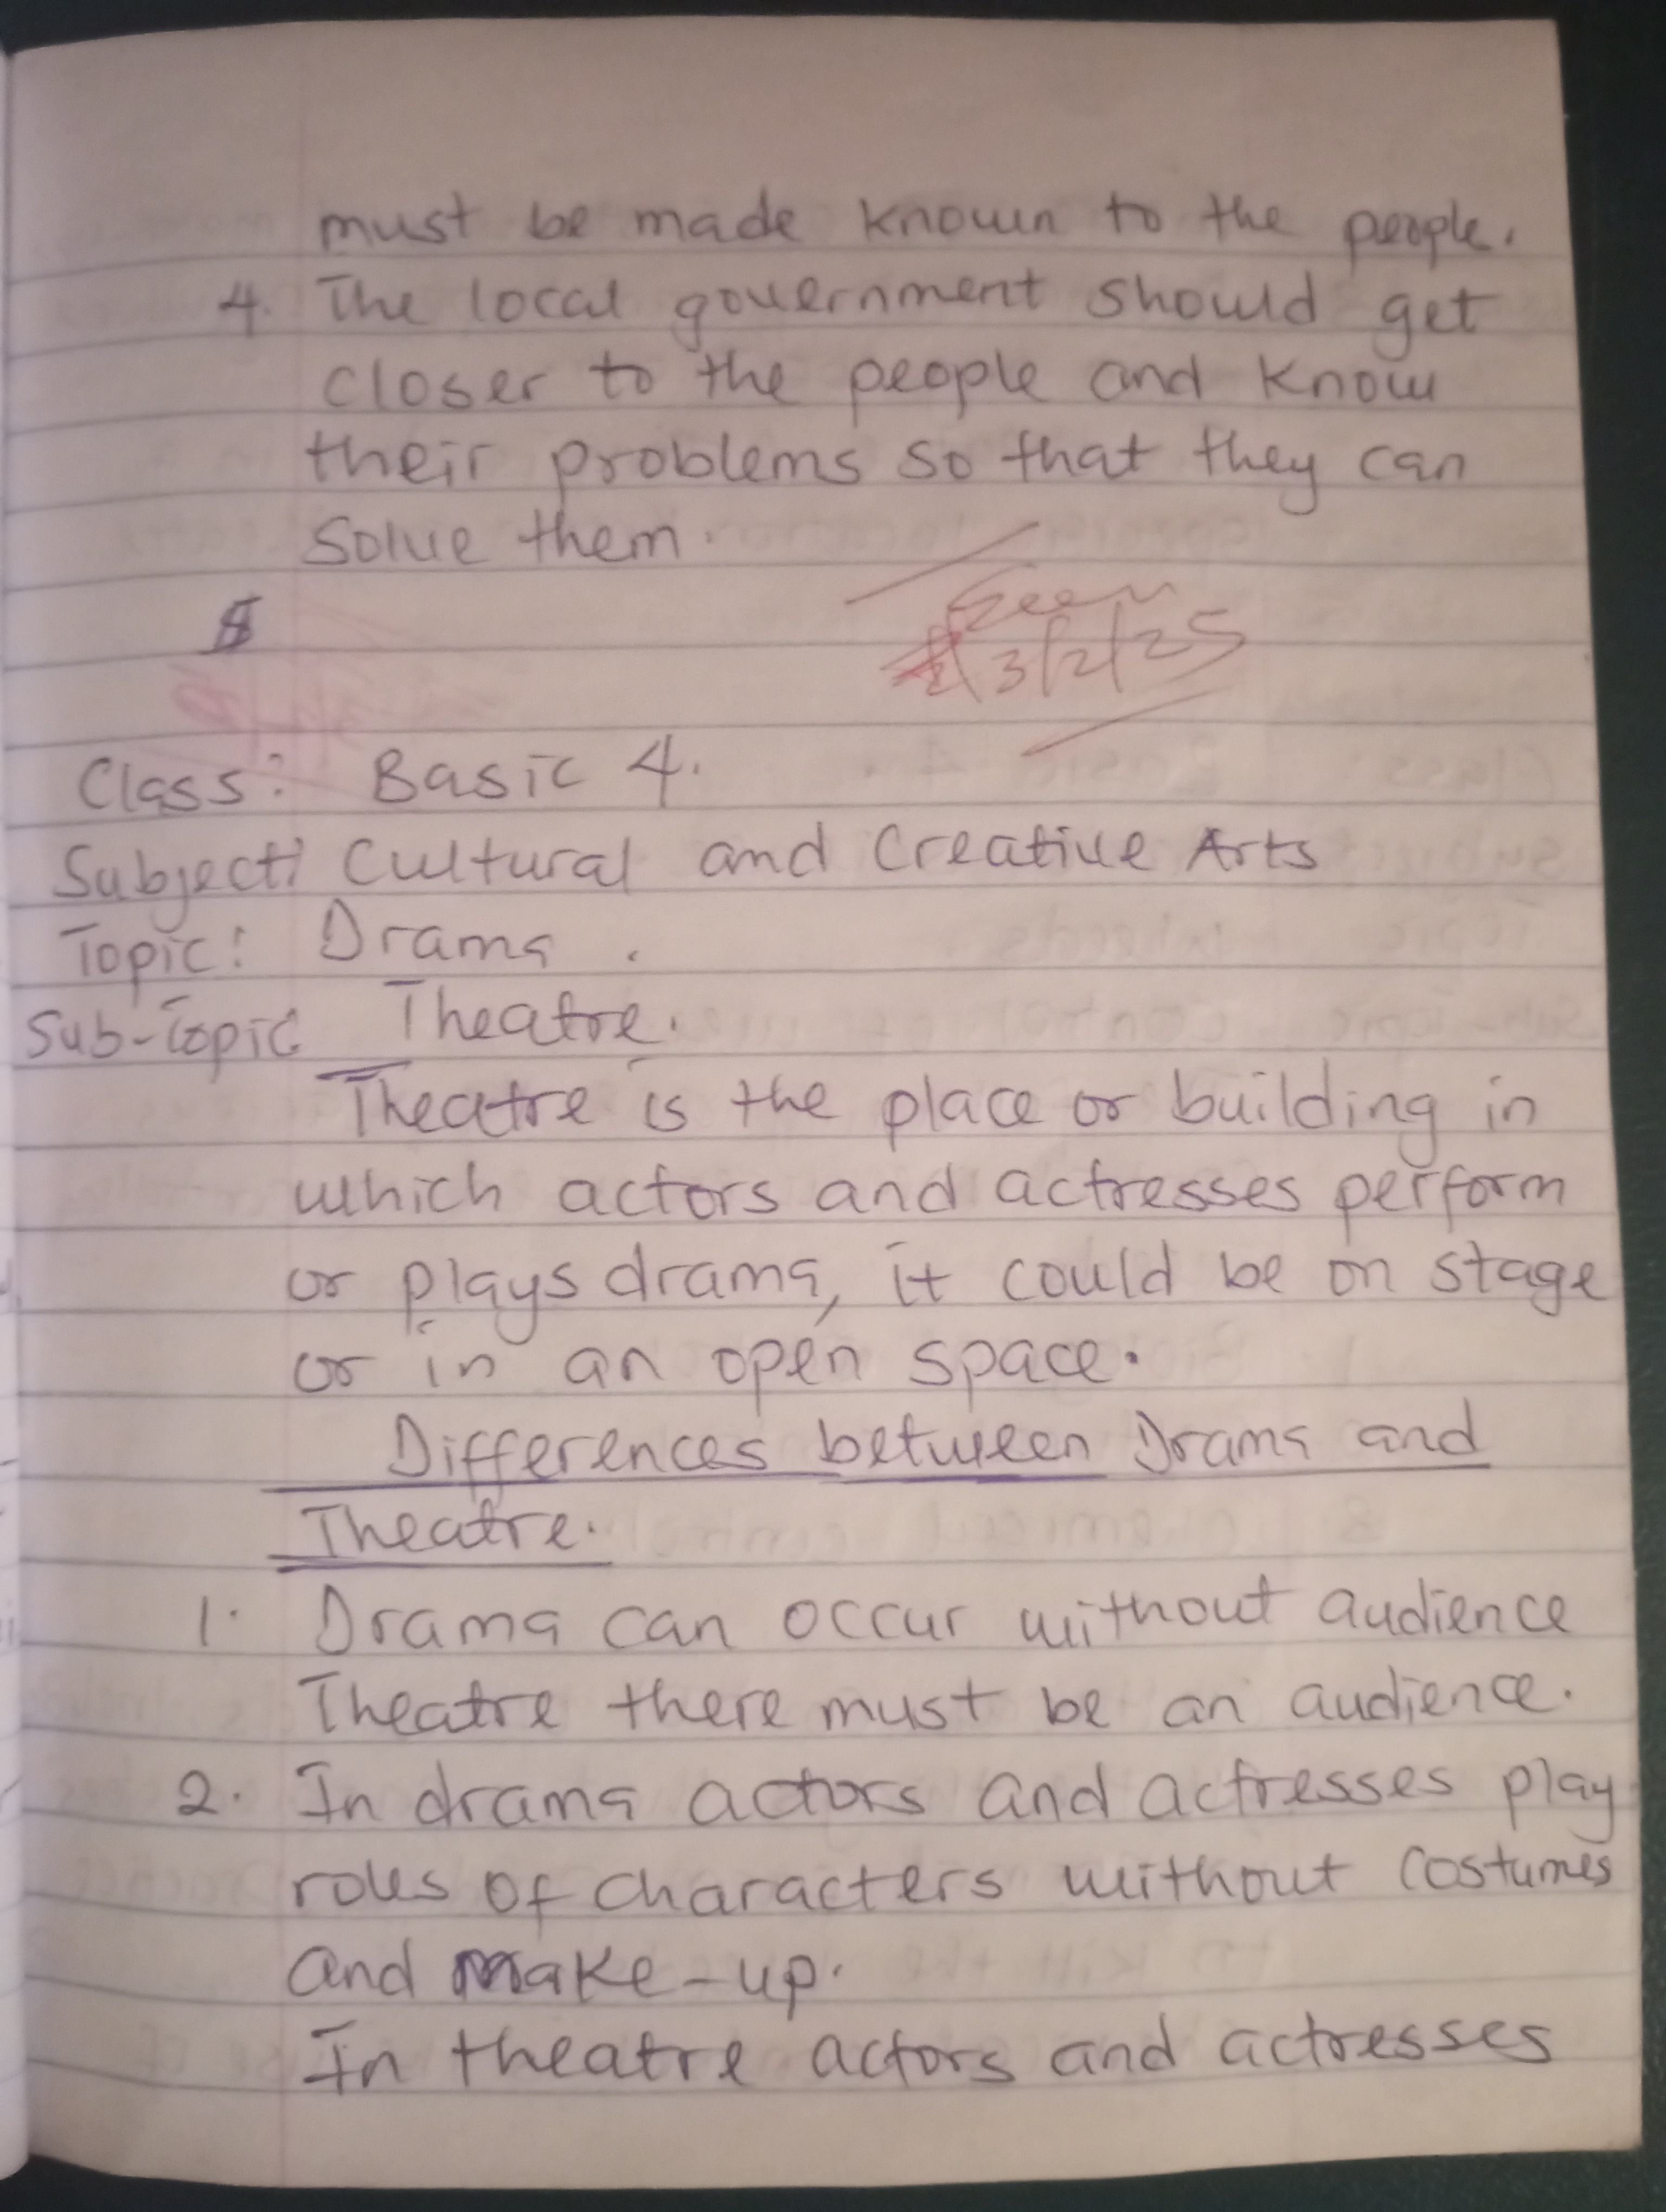 must be made known to the people.
4. The local government should get
closer to the people and know
their problems so that they can
solve them.
Seen
3/2/25
Class: Basic 4.
Subject: Cultural and Creative Arts
Topic: Drama.
Sub-Topic Theatre.
Theatre is the place or building in
which actors and actresses perform
or plays drama, it could be on stage
or in an open space.
Differences between Drama and
Theatre.
1. Drama can occur without audience
Theatre there must be an audience.
2. In drama actors and actresses play
roles of characters without costumes
and make-up.
In theatre actors and actresses